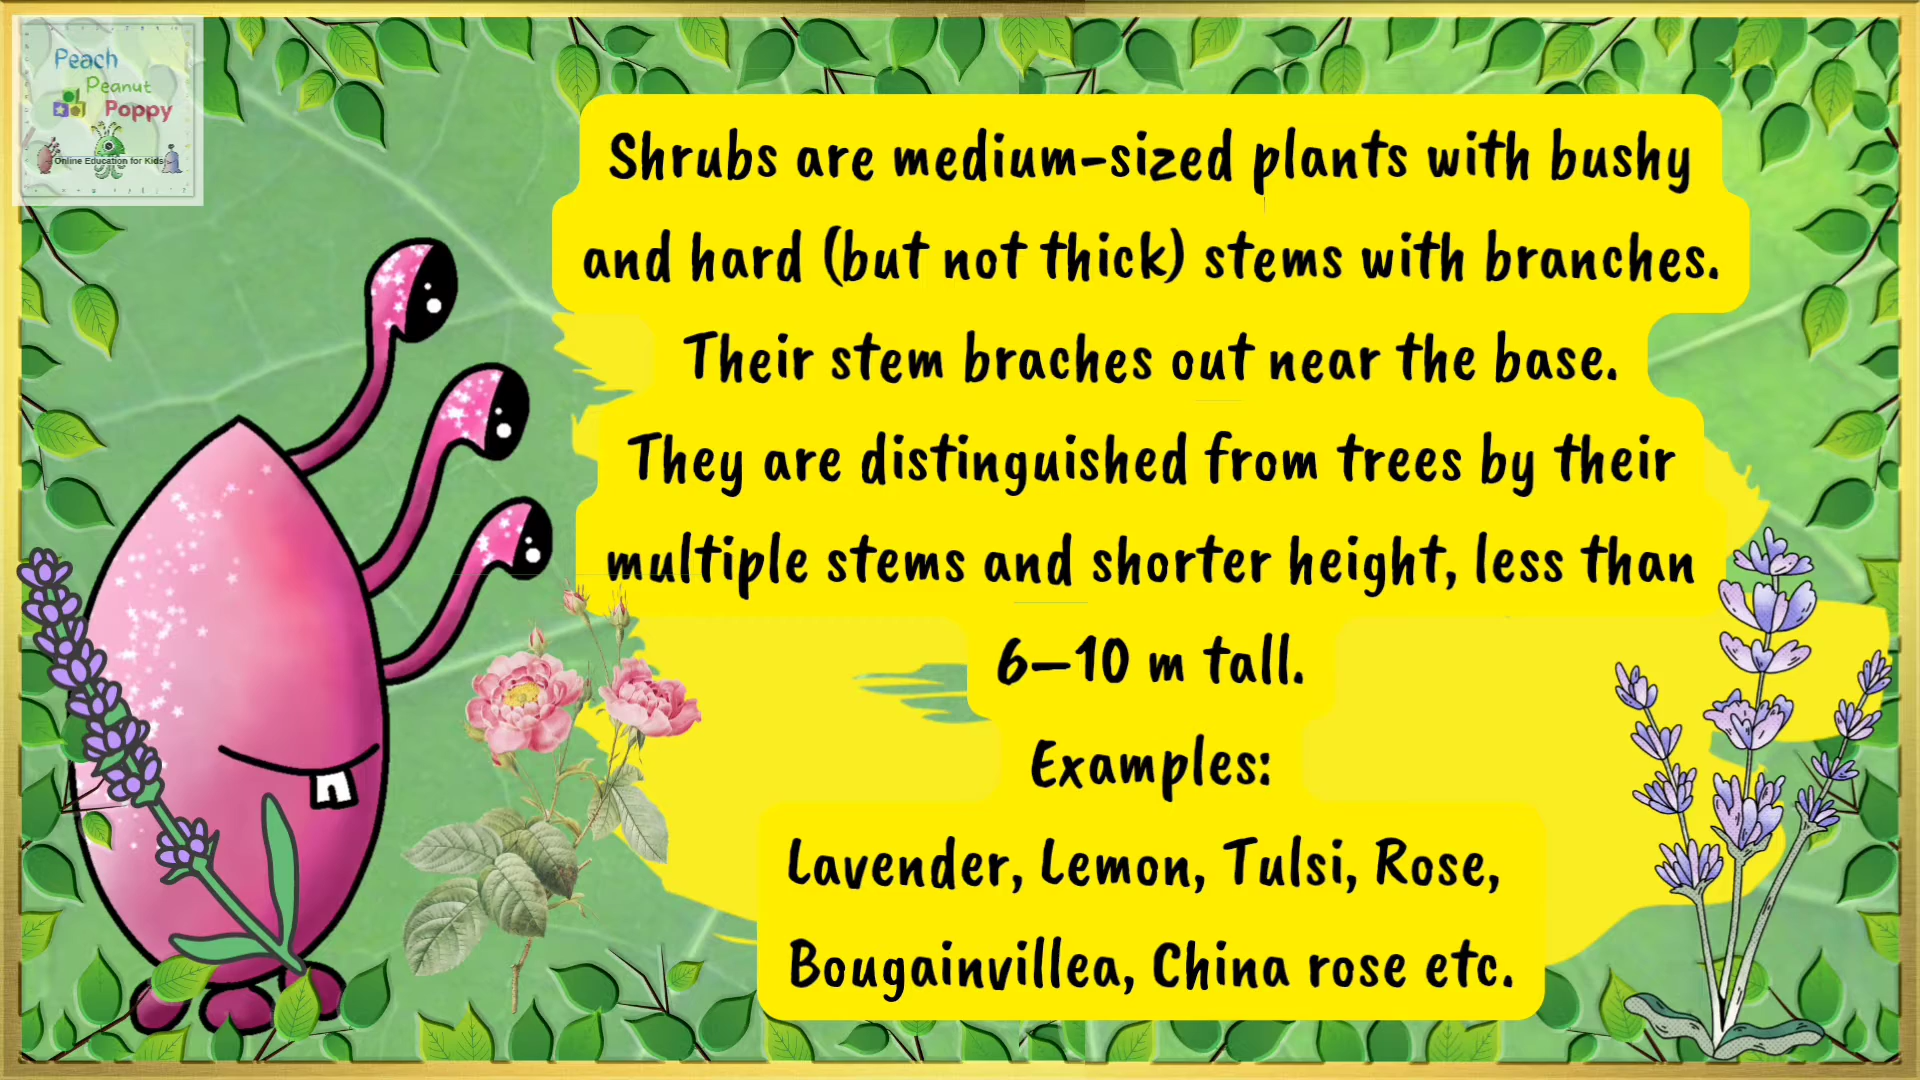 Peach
Peanut
Poppy
Online Education for Kids
Shrubs are medium-sized plants with bushy
and hard (but not thick) stems with branches.
Their stem braches out near the base.
They are distinguished from trees by their
multiple stems and shorter height, less than
6–10 m tall.
Examples:
Lavender, Lemon, Tulsi, Rose,
Bougainvillea, China rose etc.